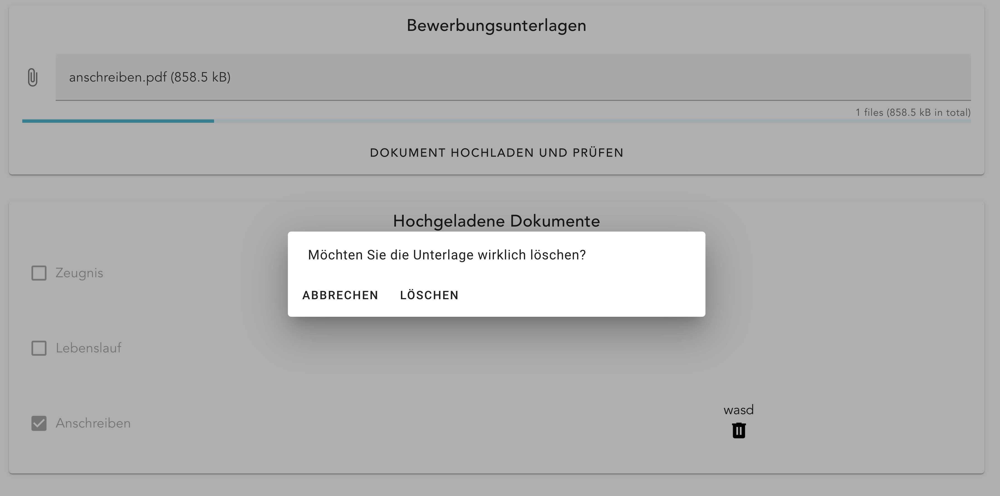 Bewerbungsunterlagen
anschreiben.pdf (858.5 kB)
1 files (858.5 kB in total)
DOKUMENT HOCHLADEN UND PRÜFEN
Hochgeladene Dokumente
Möchten Sie die Unterlage wirklich löschen?
ABBRECHEN LÖSCHEN
Zeugnis
Lebenslauf
wasd
Anschreiben